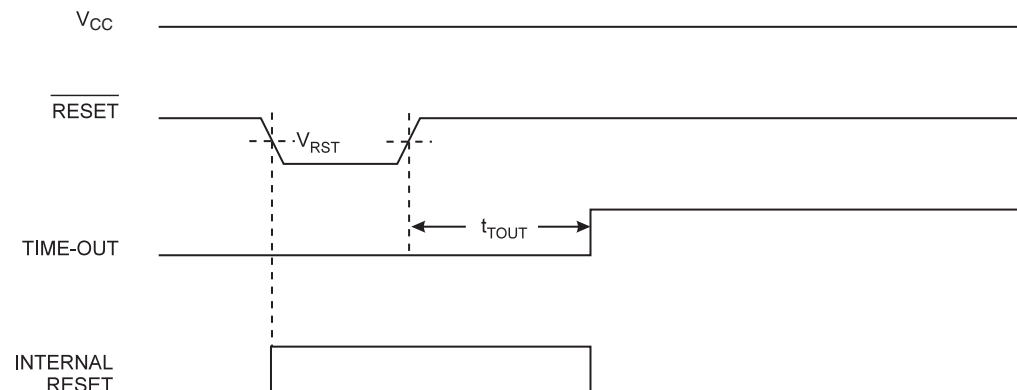 VCC
RESET
VRST
tTOUT
TIME-OUT
INTERNAL
RESET